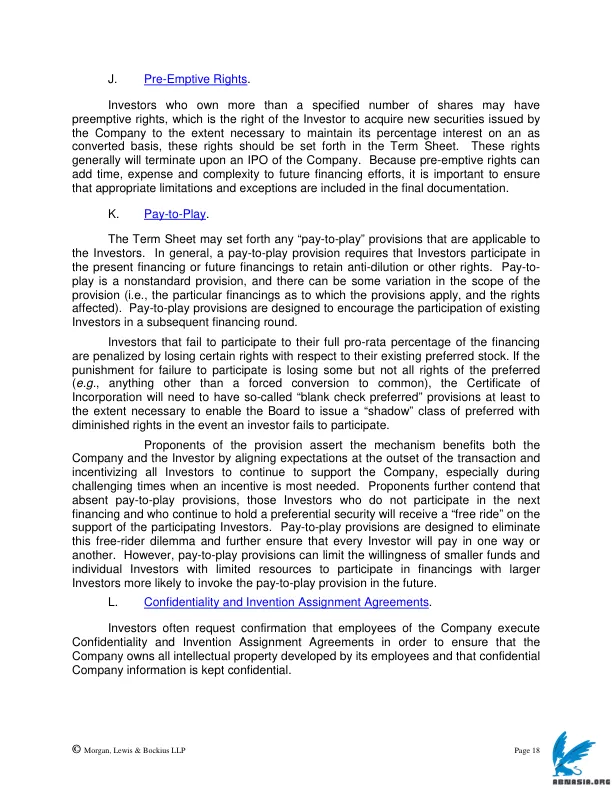 J. Pre-Emptive Rights.
Investors who own more than a specified number of shares may have
preemptive rights, which is the right of the Investor to acquire new securities issued by
the Company to the extent necessary to maintain its percentage interest on an as
converted basis, these rights should be set forth in the Term Sheet. These rights
generally will terminate upon an IPO of the Company. Because pre-emptive rights can
add time, expense and complexity to future financing efforts, it is important to ensure
that appropriate limitations and exceptions are included in the final documentation.
K. Pay-to-Play.
The Term Sheet may set forth any “pay-to-play” provisions that are applicable to
the Investors. In general, a pay-to-play provision requires that Investors participate in
the present financing or future financings to retain anti-dilution or other rights. Pay-to-
play is a nonstandard provision, and there can be some variation in the scope of the
provision (i.e., the particular financings as to which the provisions apply, and the rights
affected). Pay-to-play provisions are designed to encourage the participation of existing
Investors in a subsequent financing round.
Investors that fail to participate to their full pro-rata percentage of the financing
are penalized by losing certain rights with respect to their existing preferred stock. If the
punishment for failure to participate is losing some but not all rights of the preferred
(e.g., anything other than a forced conversion to common), the Certificate of
Incorporation will need to have so-called “blank check preferred” provisions at least to
the extent necessary to enable the Board to issue a “shadow” class of preferred with
diminished rights in the event an investor fails to participate.
Proponents of the provision assert the mechanism benefits both the
Company and the Investor by aligning expectations at the outset of the transaction and
incentivizing all Investors to continue to support the Company, especially during
challenging times when an incentive is most needed. Proponents further contend that
absent pay-to-play provisions, those Investors who do not participate in the next
financing and who continue to hold a preferential security will receive a “free ride” on the
support of the participating Investors. Pay-to-play provisions are designed to eliminate
this free-rider dilemma and further ensure that every Investor will pay in one way or
another. However, pay-to-play provisions can limit the willingness of smaller funds and
individual Investors with limited resources to participate in financings with larger
Investors more likely to invoke the pay-to-play provision in the future.
L. Confidentiality and Invention Assignment Agreements.
Investors often request confirmation that employees of the Company execute
Confidentiality and Invention Assignment Agreements in order to ensure that the
Company owns all intellectual property developed by its employees and that confidential
Company information is kept confidential.
© Morgan, Lewis & Bockius LLP Page 18
ABNASIA.ORG